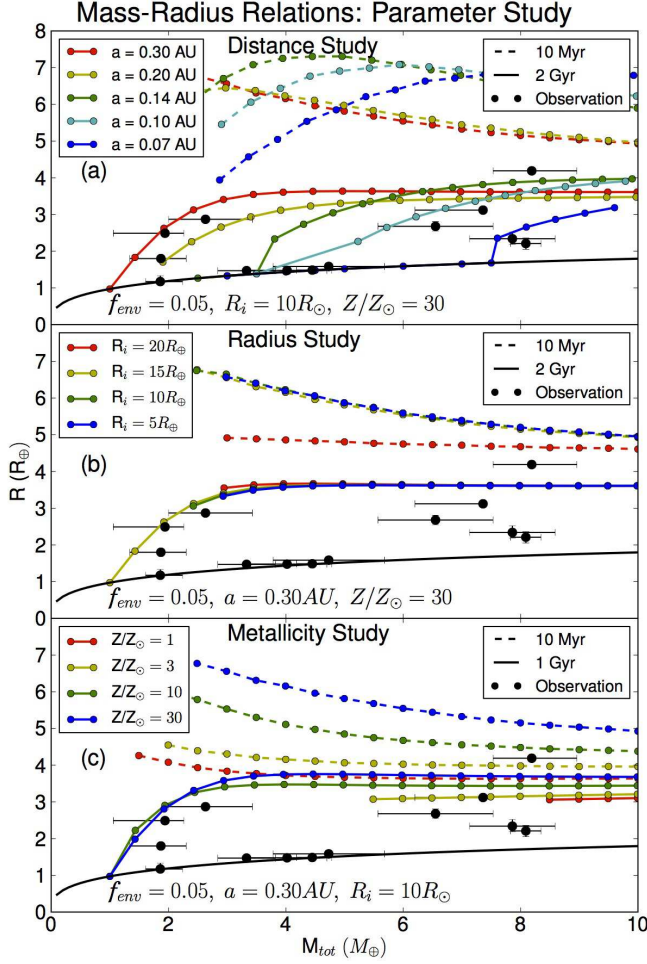 Mass-Radius Relations: Parameter Study
Distance Study
a = 0.30 AU
a = 0.20 AU
a = 0.14 AU
a = 0.10 AU
a = 0.07 AU
10 Myr
2 Gyr
Observation
(a)
8
7
6
5
4
3
2
1
0
f_env = 0.05, R_i = 10R_⊙, Z/Z_⊙ = 30
Radius Study
R_i = 20R_⊕
R_i = 15R_⊕
R_i = 10R_⊕
R_i = 5R_⊕
10 Myr
2 Gyr
Observation
(b)
R (R_⊕)
7
6
5
4
3
2
1
0
f_env = 0.05, a = 0.30AU, Z/Z_⊙ = 30
Metallicity Study
Z/Z_⊙ = 1
Z/Z_⊙ = 3
Z/Z_⊙ = 10
Z/Z_⊙ = 30
10 Myr
1 Gyr
Observation
(c)
7
6
5
4
3
2
1
0
f_env = 0.05, a = 0.30AU, R_i = 10R_⊙
0 2 4 6 8 10
M_tot (M_⊕)